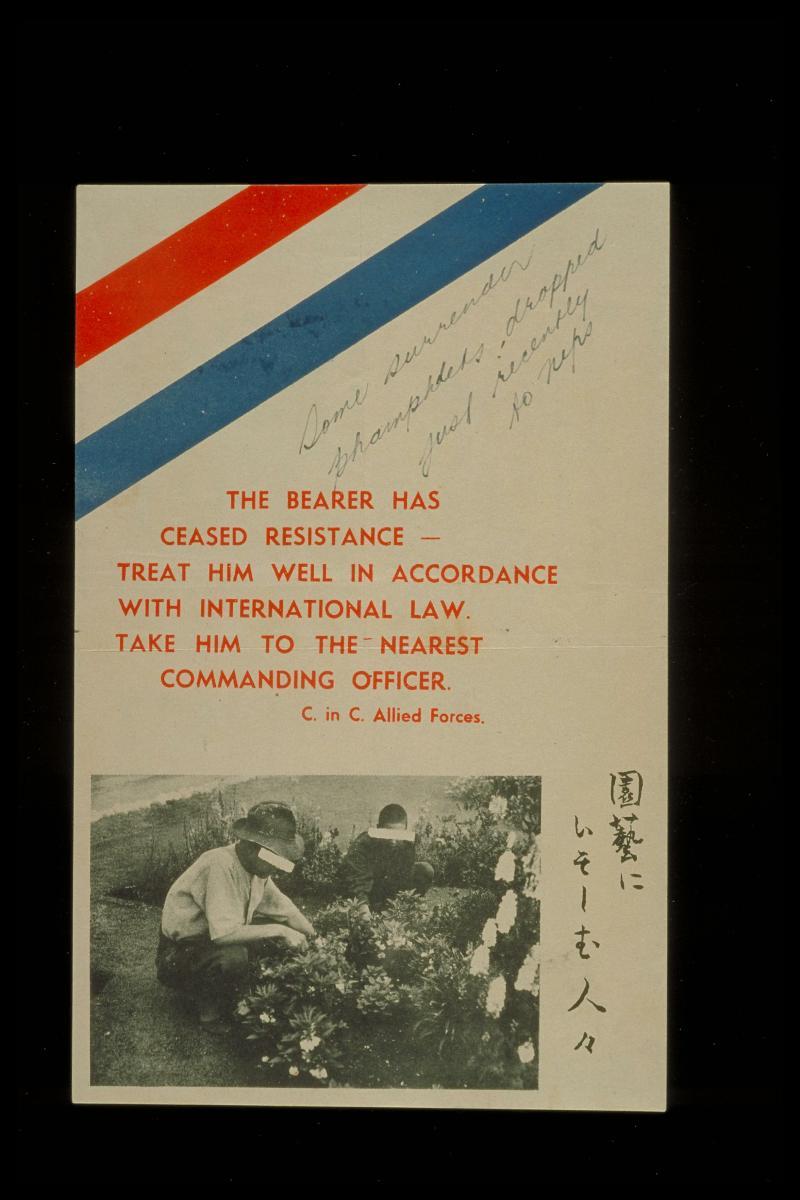 Some surrender
phamphlets. dropped
just recently
to nips
THE BEARER HAS
CEASED RESISTANCE —
TREAT HIM WELL IN ACCORDANCE
WITH INTERNATIONAL LAW.
TAKE HIM TO THE NEAREST
COMMANDING OFFICER.
C. in C. Allied Forces.
園藝に
いそしむ人々